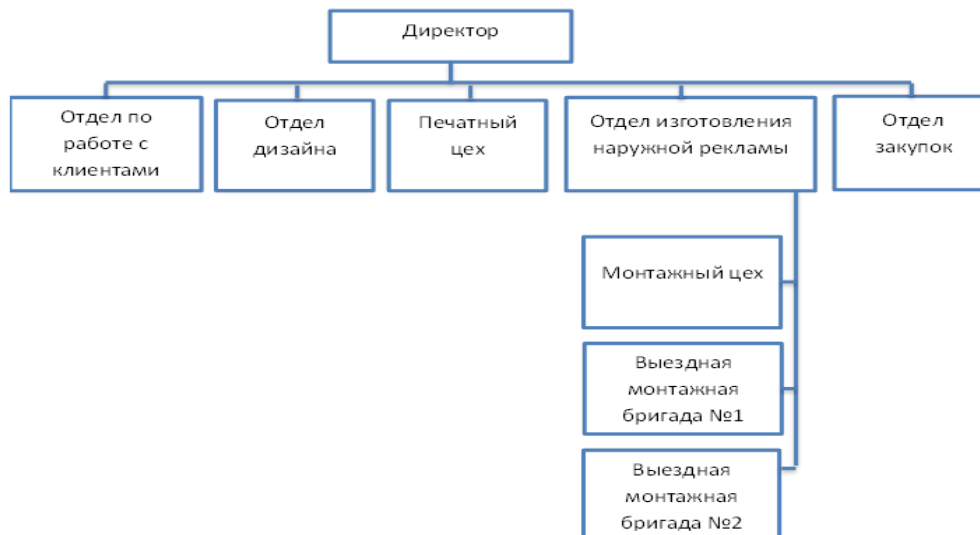 Директор
Отдел по
работе с
клиентами
Отдел
дизайна
Печатный
цех
Отдел изготовления
наружной рекламы
Отдел
закупок
Монтажный цех
Выездная
монтажная
бригада №1
Выездная
монтажная
бригада №2